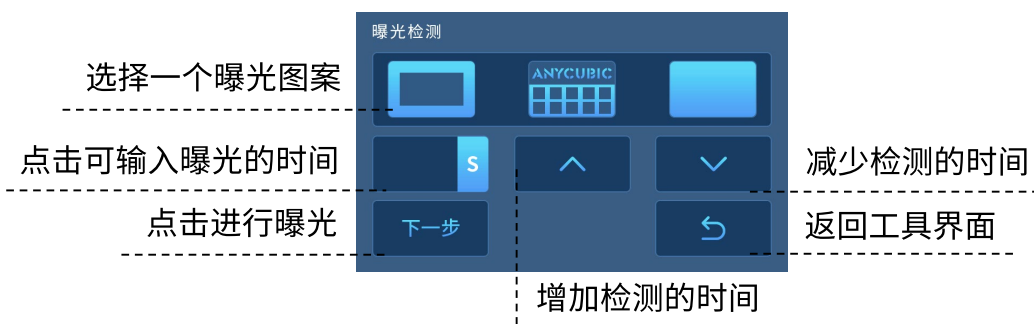 曝光检测
选择一个曝光图案
ANYCUBIC
点击可输入曝光的时间
S
减少检测的时间
点击进行曝光
下一步
返回工具界面
增加检测的时间